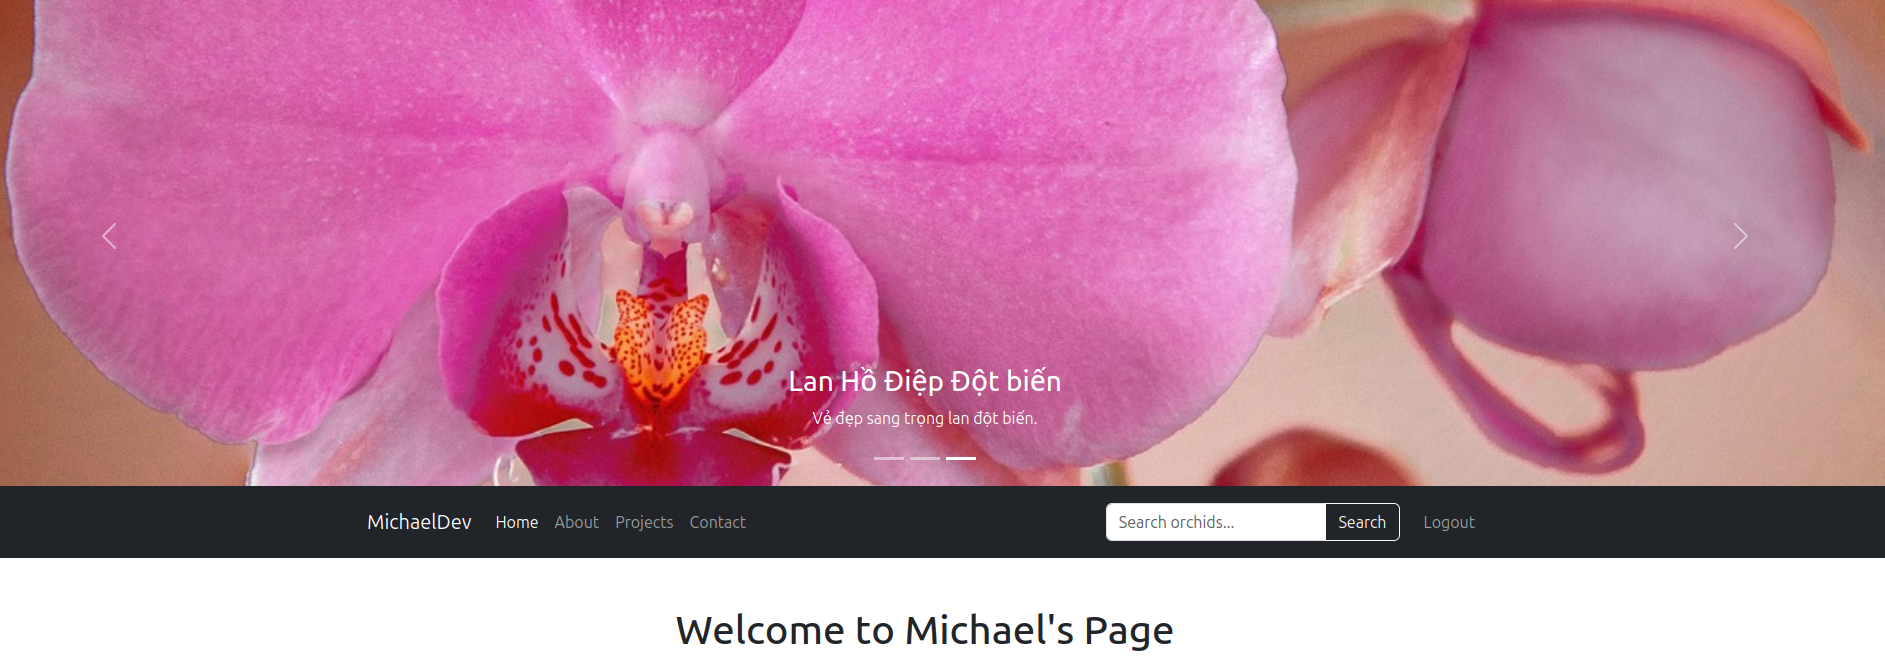 Lan Hồ Điệp Đột biến
Vẻ đẹp sang trọng lan đột biến.
MichaelDev Home About Projects Contact Search orchids... Search Logout
Welcome to Michael's Page